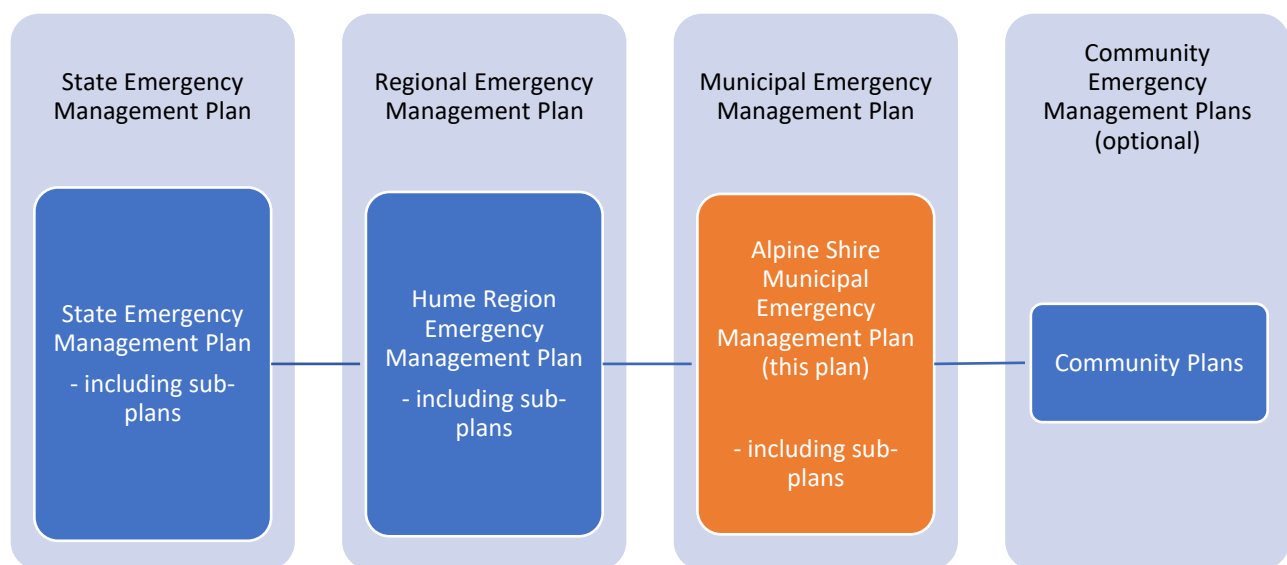 State Emergency
Management Plan
State Emergency
Management Plan
- including sub-
plans
Regional Emergency
Management Plan
Hume Region
Emergency
Management Plan
- including sub-
plans
Municipal Emergency
Management Plan
Alpine Shire
Municipal
Emergency
Management Plan
(this plan)
- including sub-
plans
Community
Emergency
Management Plans
(optional)
Community Plans